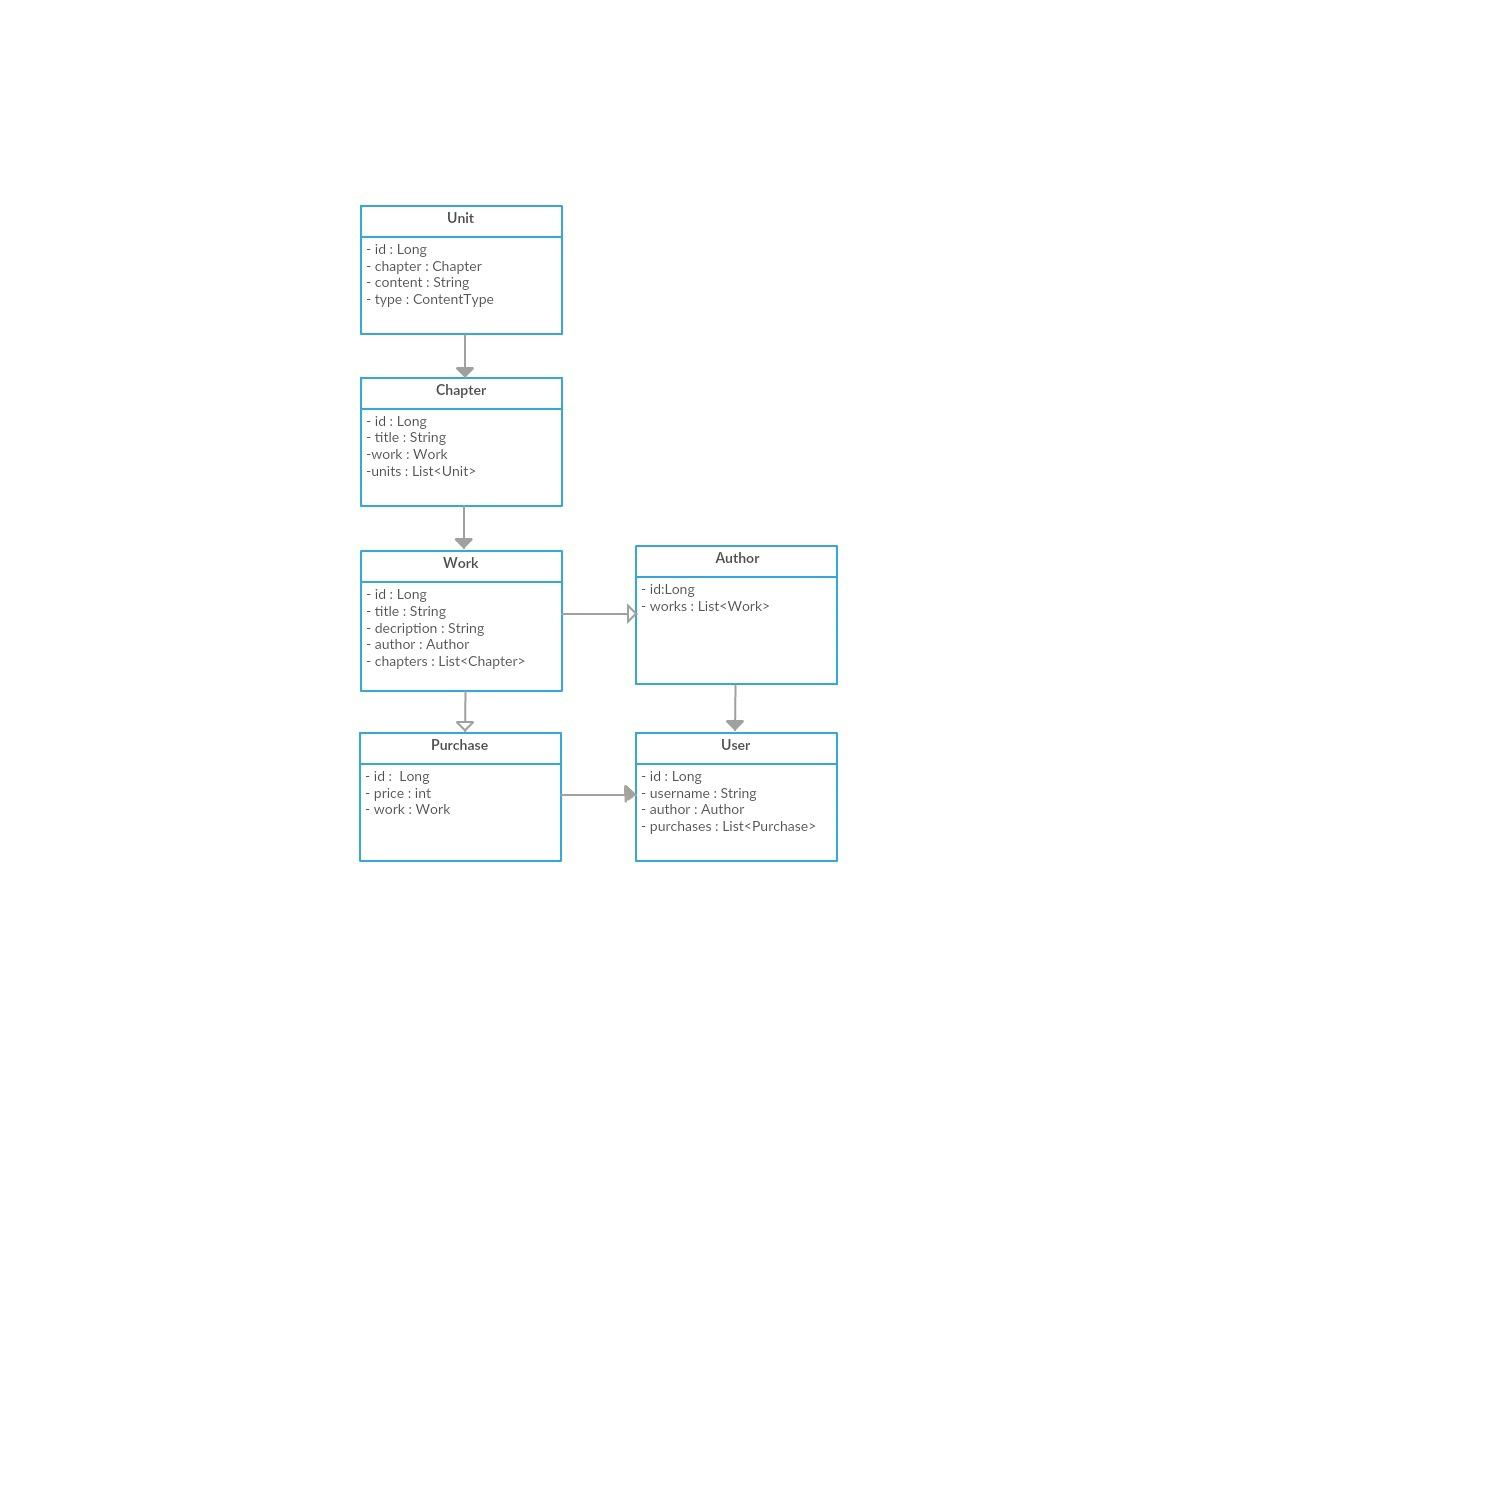 Unit
- id : Long
- chapter : Chapter
- content : String
- type : ContentType
Chapter
- id : Long
- title : String
-work : Work
-units : List<Unit>
Work
- id : Long
- title : String
- decription : String
- author : Author
- chapters : List<Chapter>
Author
- id:Long
- works : List<Work>
Purchase
- id :  Long
- price : int
- work : Work
User
- id : Long
- username : String
- author : Author
- purchases : List<Purchase>